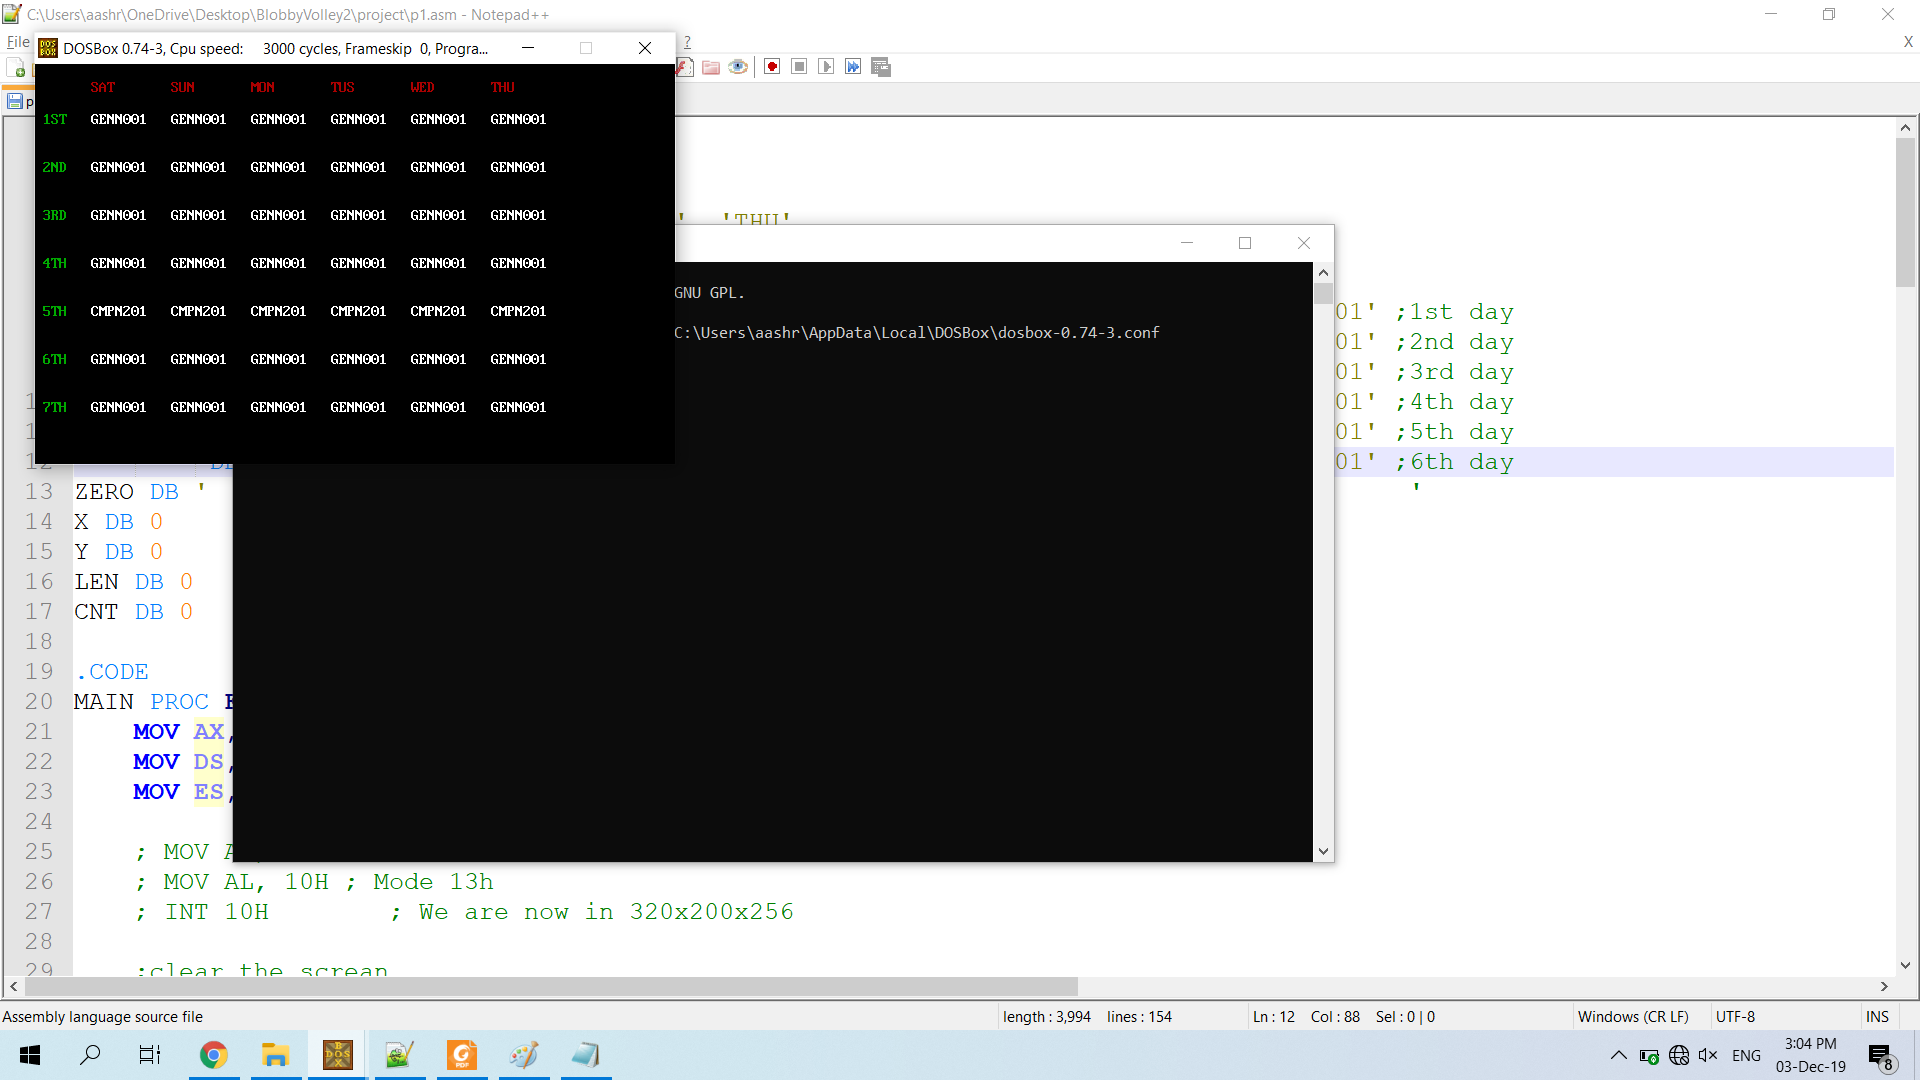 C:\Users\aashr\OneDrive\Desktop\BlobbyVolley2\project\p1.asm - Notepad++
File
?
X
DOSBox 0.74-3, Cpu speed: 3000 cycles, Frameskip 0, Progra...
SAT SUN MON TUS WED THU
1ST GENN001 GENN001 GENN001 GENN001 GENN001 GENN001
2ND GENN001 GENN001 GENN001 GENN001 GENN001 GENN001
3RD GENN001 GENN001 GENN001 GENN001 GENN001 GENN001
4TH GENN001 GENN001 GENN001 GENN001 GENN001 GENN001
5TH CMPN201 CMPN201 CMPN201 CMPN201 CMPN201 CMPN201
6TH GENN001 GENN001 GENN001 GENN001 GENN001 GENN001
7TH GENN001 GENN001 GENN001 GENN001 GENN001 GENN001
' 'THU'
GNU GPL.
C:\Users\aashr\AppData\Local\DOSBox\dosbox-0.74-3.conf
01' ;1st day
01' ;2nd day
01' ;3rd day
01' ;4th day
01' ;5th day
12 01' ;6th day
13 ZERO DB ' '
14 X DB 0
15 Y DB 0
16 LEN DB 0
17 CNT DB 0
18
19 .CODE
20 MAIN PROC
21 MOV AX,
22 MOV DS,
23 MOV ES,
24
25 ; MOV
26 ; MOV AL, 10H ; Mode 13h
27 ; INT 10H ; We are now in 320x200x256
28
29 ;clear the screan
Assembly language source file length : 3,994 lines : 154 Ln : 12 Col : 88 Sel : 0 | 0 Windows (CR LF) UTF-8 INS
ENG
3:04 PM
03-Dec-19
8